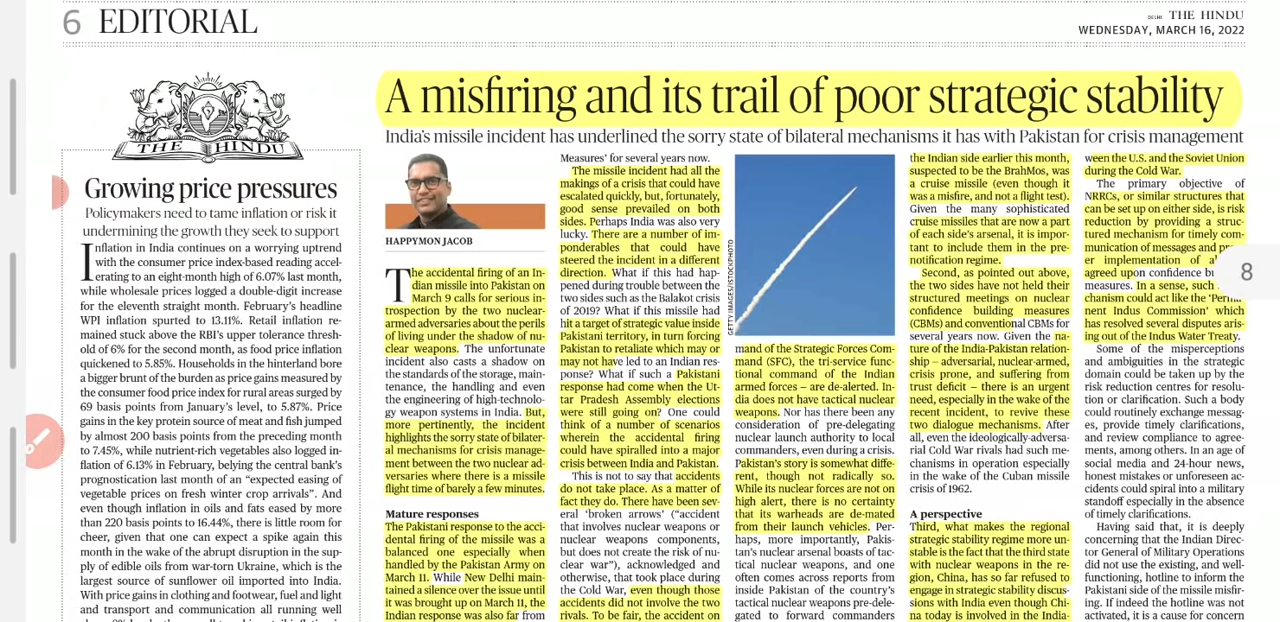 6 EDITORIAL
DELHI THE HINDU
WEDNESDAY, MARCH 16, 2022
THE HINDU
Growing price pressures
Policymakers need to tame inflation or risk it
undermining the growth they seek to support
Inflation in India continues on a worrying uptrend
with the consumer price index-based reading accel-
erating to an eight-month high of 6.07% last month,
while wholesale prices logged a double-digit increase
for the eleventh straight month. February's headline
WPI inflation spurted to 13.11%. Retail inflation re-
mained stuck above the RBI's upper tolerance thresh-
old of 6% for the second month, as food price inflation
quickened to 5.85%. Households in the hinterland bore
a bigger brunt of the burden as price gains measured by
the consumer food price index for rural areas surged by
69 basis points from January's level, to 5.87%. Price
gains in the key protein source of meat and fish jumped
by almost 200 basis points from the preceding month
to 7.45%, while nutrient-rich vegetables also logged in-
flation of 6.13% in February, belying the central bank's
prognostication last month of an “expected easing of
vegetable prices on fresh winter crop arrivals”. And
even though inflation in oils and fats eased by more
than 220 basis points to 16.44%, there is little room for
cheer, given that one can expect a spike again this
month in the wake of the abrupt disruption in the sup-
ply of edible oils from war-torn Ukraine, which is the
largest source of sunflower oil imported into India.
With price gains in clothing and footwear, fuel and light
and transport and communication all running well
A misfiring and its trail of poor strategic stability
India's missile incident has underlined the sorry state of bilateral mechanisms it has with Pakistan for crisis management
HAPPYMON JACOB
The accidental firing of an In-
dian missile into Pakistan on
March 9 calls for serious in-
trospection by the two nuclear-
armed adversaries about the perils
of living under the shadow of nu-
clear weapons. The unfortunate
incident also casts a shadow on
the standards of the storage, main-
tenance, the handling and even
the engineering of high-technolo-
gy weapon systems in India. But,
more pertinently, the incident
highlights the sorry state of bilater-
al mechanisms for crisis manage-
ment between the two nuclear ad-
versaries where there is a missile
flight time of barely a few minutes.
Mature responses
The Pakistani response to the acci-
dental firing of the missile was a
balanced one especially when
handled by the Pakistan Army on
March 11. While New Delhi main-
tained a silence over the issue until
it was brought up on March 11, the
Indian response was also far from
Measures' for several years now.
The missile incident had all the
makings of a crisis that could have
escalated quickly, but, fortunately,
good sense prevailed on both
sides. Perhaps India was also very
lucky. There are a number of im-
ponderables that could have
steered the incident in a different
direction. What if this had hap-
pened during trouble between the
two sides such as the Balakot crisis
of 2019? What if this missile had
hit a target of strategic value inside
Pakistani territory, in turn forcing
Pakistan to retaliate which may or
may not have led to an Indian res-
ponse? What if such a Pakistani
response had come when the Ut-
tar Pradesh Assembly elections
were still going on? One could
think of a number of scenarios
wherein the accidental firing
could have spiralled into a major
crisis between India and Pakistan.
This is not to say that accidents
do not take place. As a matter of
fact they do. There have been sev-
eral ‘broken arrows’ (“accident
that involves nuclear weapons or
nuclear weapons components,
but does not create the risk of nu-
clear war”), acknowledged and
otherwise, that took place during
the Cold War, even though those
accidents did not involve the two
rivals. To be fair, the accident on
GETTY IMAGES/ISTOCKPHOTO
mand of the Strategic Forces Com-
mand (SFC), the tri-service func-
tional command of the Indian
armed forces – are de-alerted. In-
dia does not have tactical nuclear
weapons. Nor has there been any
consideration of pre-delegating
nuclear launch authority to local
commanders, even during a crisis.
Pakistan's story is somewhat diffe-
rent, though not radically so.
While its nuclear forces are not on
high alert, there is no certainty
that its warheads are de-mated
from their launch vehicles. Per-
haps, more importantly, Pakis-
tan's nuclear arsenal boasts of tac-
tical nuclear weapons, and one
often comes across reports from
inside Pakistan of the country's
tactical nuclear weapons pre-dele-
gated to forward commanders
the Indian side earlier this month,
suspected to be the BrahMos, was
a cruise missile (even though it
was a misfire, and not a flight test).
Given the many sophisticated
cruise missiles that are now a part
of each side's arsenal, it is impor-
tant to include them in the pre-
notification regime.
Second, as pointed out above,
the two sides have not held their
structured meetings on nuclear
confidence building measures
(CBMs) and conventional CBMs for
several years now. Given the na-
ture of the India-Pakistan relation-
ship – adversarial, nuclear-armed,
crisis prone, and suffering from
trust deficit – there is an urgent
need, especially in the wake of the
recent incident, to revive these
two dialogue mechanisms. After
all, even the ideologically-adversa-
rial Cold War rivals had such me-
chanisms in operation especially
in the wake of the Cuban missile
crisis of 1962.
A perspective
Third, what makes the regional
strategic stability regime more un-
stable is the fact that the third state
with nuclear weapons in the re-
gion, China, has so far refused to
engage in strategic stability discus-
sions with India even though Chi-
na today is involved in the India-
ween the U.S. and the Soviet Union
during the Cold War.
The primary objective of
NRRCs, or similar structures that
can be set up on either side, is risk
reduction by providing a struc-
tured mechanism for timely com-
munication of messages and
er implementation of
agreed upon confidence
measures. In a sense, such
chanism could act like the
Indus Commission' which
has resolved several disputes aris-
ing out of the Indus Water Treaty.
Some of the misperceptions
and ambiguities in the strategic
domain could be taken up by the
risk reduction centres for resolu-
tion or clarification. Such a body
could routinely exchange messag-
es, provide timely clarifications,
and review compliance to agree-
ments, among others. In an age of
social media and 24-hour news,
honest mistakes or unforeseen ac-
cidents could spiral into a military
standoff especially in the absence
of timely clarifications.
Having said that, it is deeply
concerning that the Indian Direc-
tor General of Military Operations
did not use the existing, and well-
functioning, hotline to inform the
Pakistani side of the missile misfir-
ing. If indeed the hotline was not
activated, it is a cause for concern
8